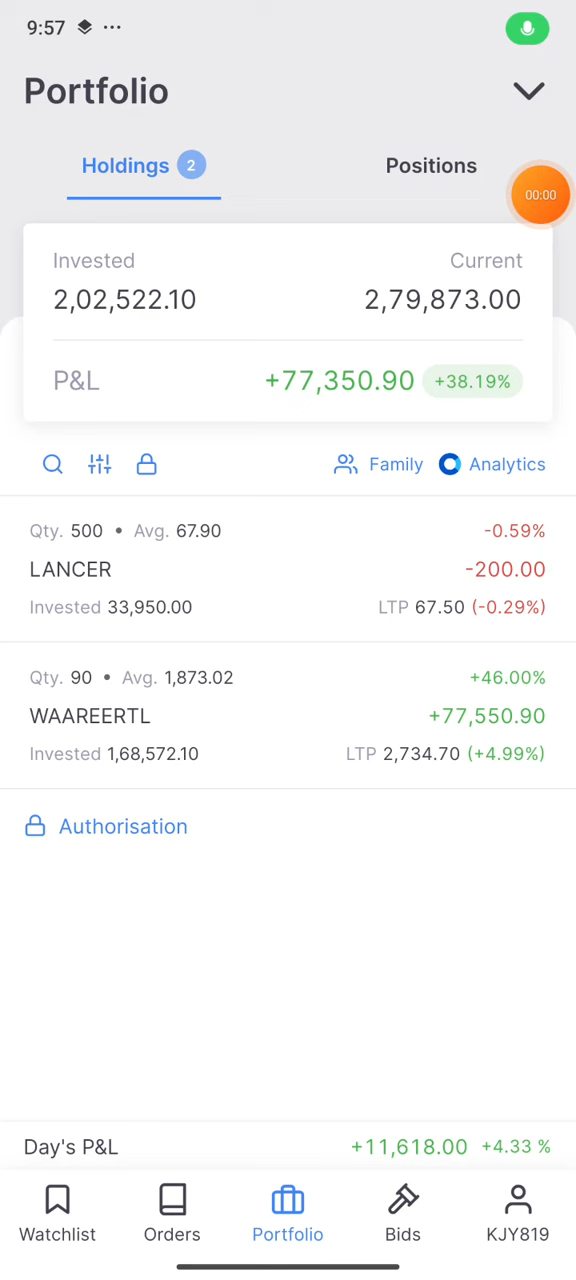 9:57
Portfolio
Holdings 2 Positions
00:00
Invested Current
2,02,522.10 2,79,873.00
P&L +77,350.90 +38.19%
Family Analytics
Qty. 500 • Avg. 67.90 -0.59%
LANCER -200.00
Invested 33,950.00 LTP 67.50 (-0.29%)
Qty. 90 • Avg. 1,873.02 +46.00%
WAAREERTL +77,550.90
Invested 1,68,572.10 LTP 2,734.70 (+4.99%)
Authorisation
Day's P&L +11,618.00 +4.33 %
Watchlist Orders Portfolio Bids KJY819